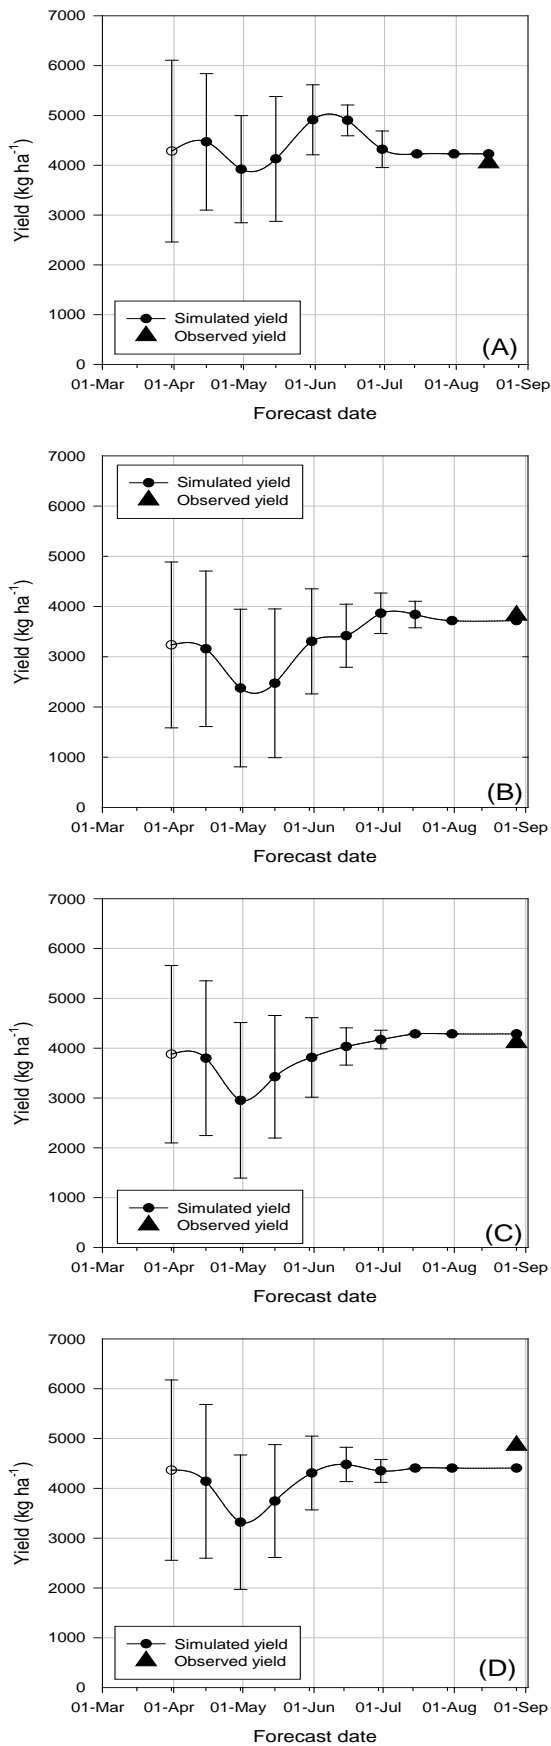 7000
6000
5000
4000
3000
2000
1000
0
Yield (kg ha⁻¹)
Simulated yield
Observed yield
(A)
01-Mar 01-Apr 01-May 01-Jun 01-Jul 01-Aug 01-Sep
Forecast date
7000
6000
5000
4000
3000
2000
1000
0
Yield (kg ha⁻¹)
Simulated yield
Observed yield
(B)
01-Mar 01-Apr 01-May 01-Jun 01-Jul 01-Aug 01-Sep
Forecast date
7000
6000
5000
4000
3000
2000
1000
0
Yield (kg ha⁻¹)
Simulated yield
Observed yield
(C)
01-Mar 01-Apr 01-May 01-Jun 01-Jul 01-Aug 01-Sep
Forecast date
7000
6000
5000
4000
3000
2000
1000
0
Yield (kg ha⁻¹)
Simulated yield
Observed yield
(D)
01-Mar 01-Apr 01-May 01-Jun 01-Jul 01-Aug 01-Sep
Forecast date